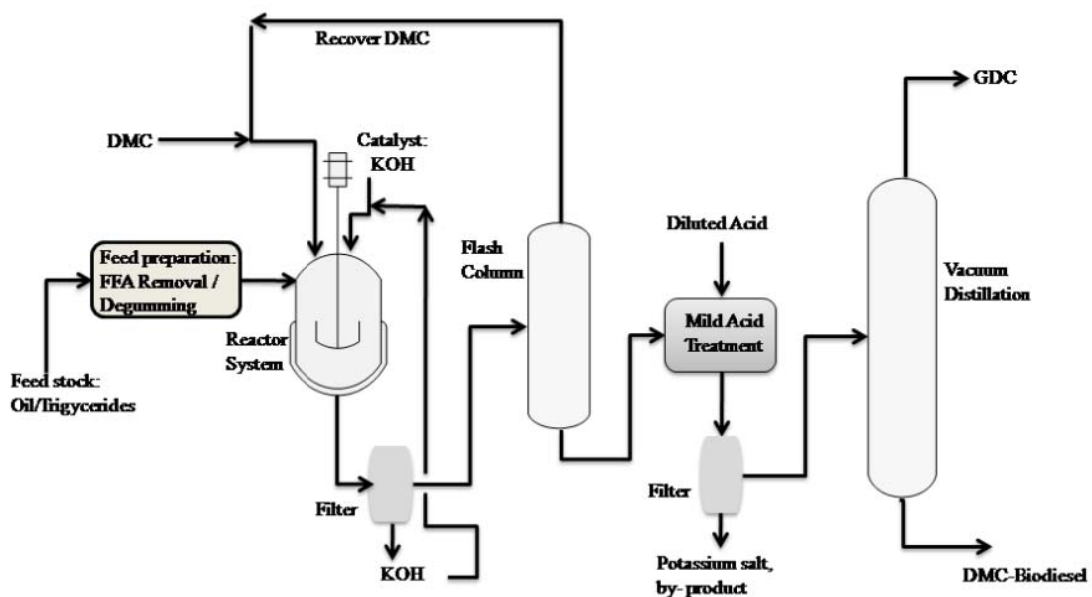 Recover DMC
GDC
DMC
Catalyst:
KOH
Diluted Acid
Flash
Column
Feed preparation:
FFA Removal /
Degumming
Vacuum
Distillation
Mild Acid
Treatment
Reactor
System
Feed stock:
Oil/Trigycerides
Filter
Filter
KOH
Potassium salt,
by-product
DMC-Biodiesel